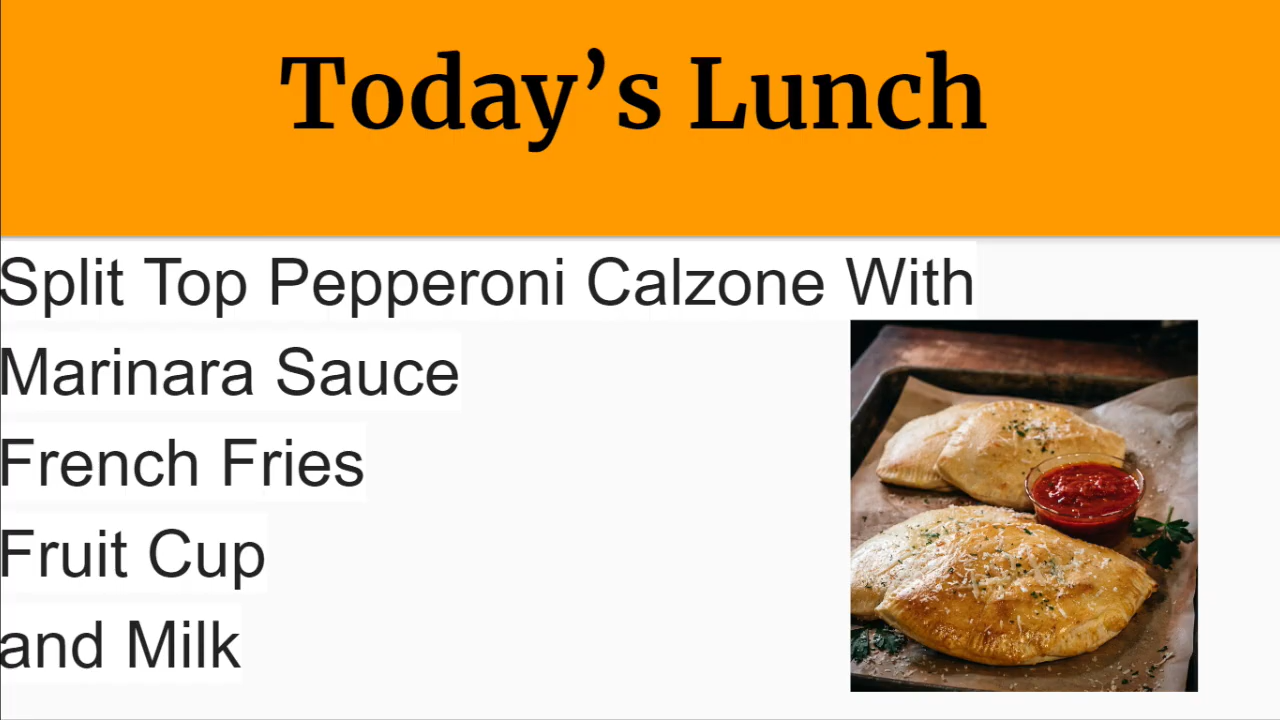 Today’s Lunch
Split Top Pepperoni Calzone With
Marinara Sauce
French Fries
Fruit Cup
and Milk